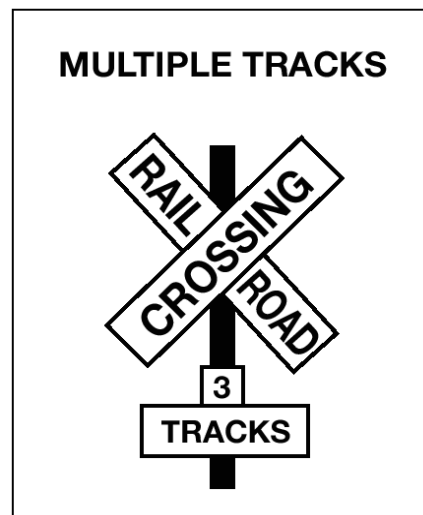 MULTIPLE TRACKS
RAIL ROAD
CROSSING
3
TRACKS